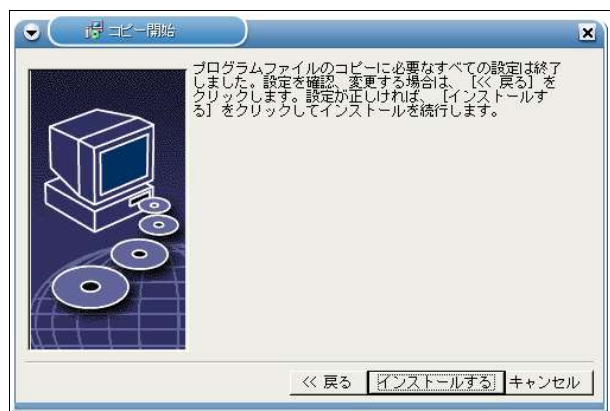 コピー開始
プログラムファイルのコピーに必要なすべての設定は終了
しました。設定を確認、変更する場合は、[<< 戻る] を
クリックします。設定が正しければ、[インストールす
る] をクリックしてインストールを続行します。
<< 戻る インストールする キャンセル